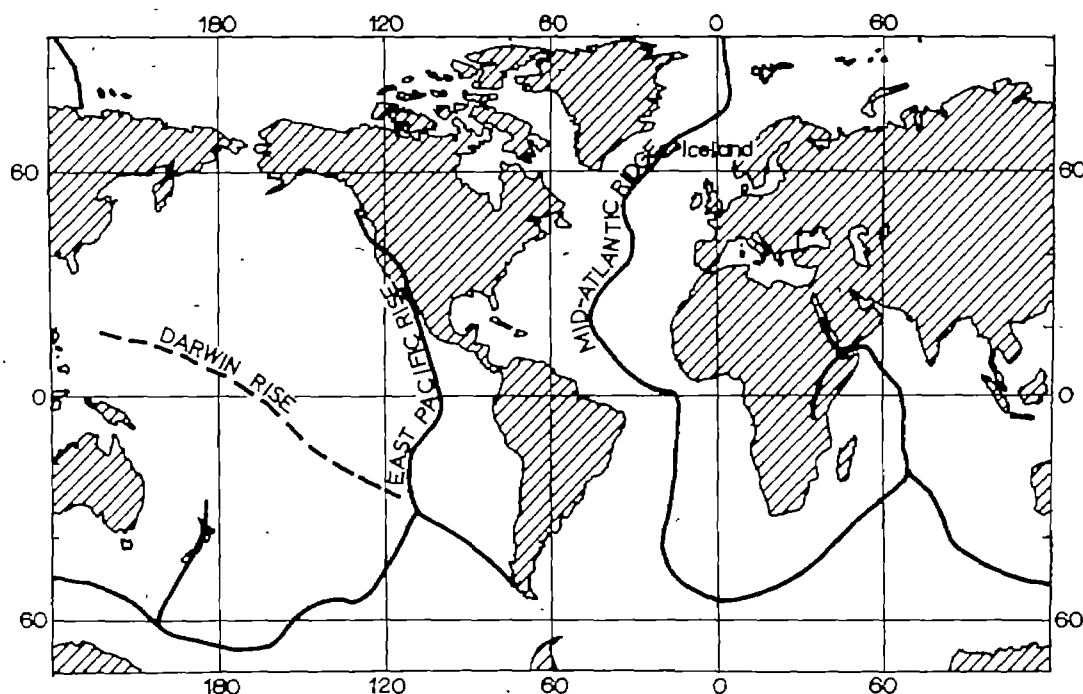 180 120 60 0 60
60 60
Iceland
MID-ATLANTIC RIDGE
DARWIN RISE
EAST PACIFIC RISE
0 0
60 60
180 120 60 0 60